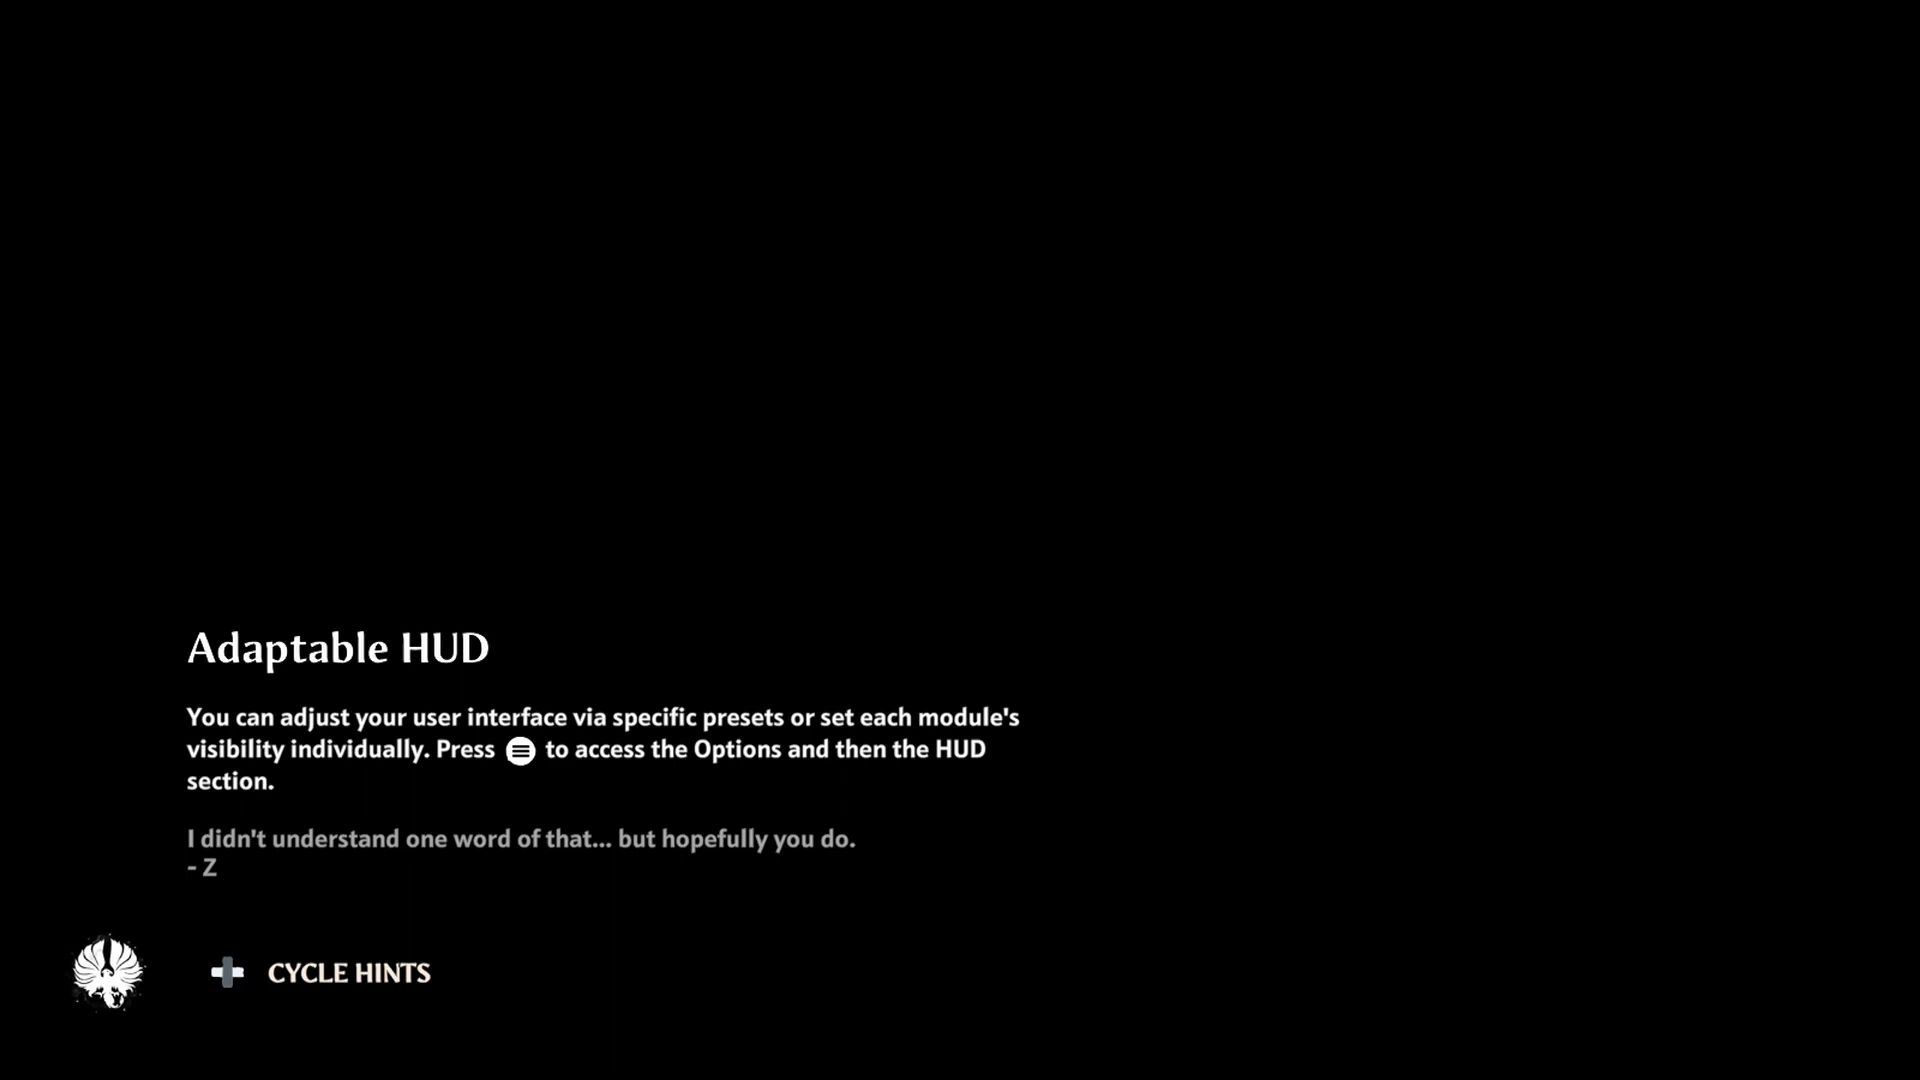 Adaptable HUD
You can adjust your user interface via specific presets or set each module's
visibility individually. Press to access the Options and then the HUD
section.
I didn't understand one word of that... but hopefully you do.
- Z
CYCLE HINTS